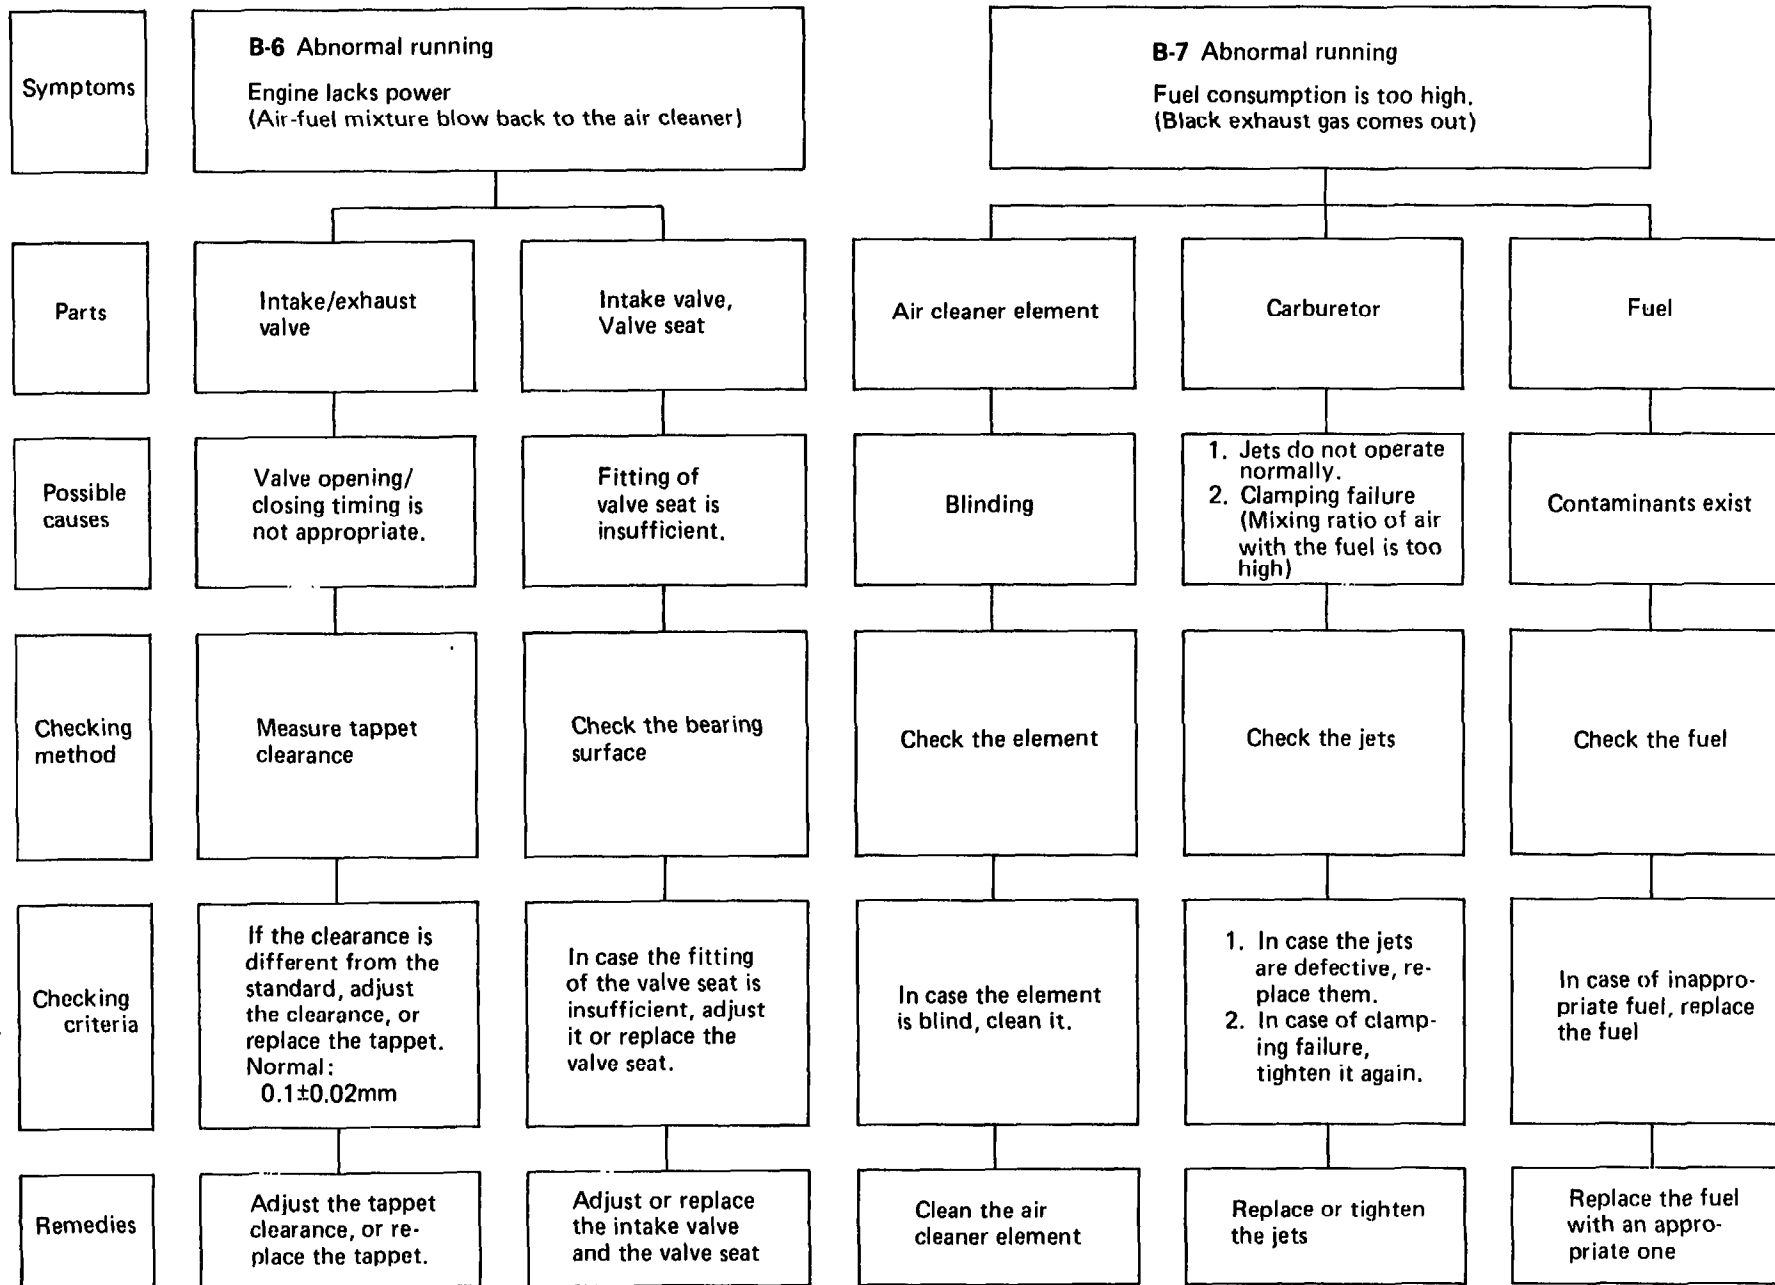 Symptoms
B-6 Abnormal running
Engine lacks power
(Air-fuel mixture blow back to the air cleaner)
B-7 Abnormal running
Fuel consumption is too high.
(Black exhaust gas comes out)
Parts
Intake/exhaust
valve
Intake valve,
Valve seat
Air cleaner element
Carburetor
Fuel
Possible
causes
Valve opening/
closing timing is
not appropriate.
Fitting of
valve seat is
insufficient.
Blinding
1. Jets do not operate
normally.
2. Clamping failure
(Mixing ratio of air
with the fuel is too
high)
Contaminants exist
Checking
method
Measure tappet
clearance
Check the bearing
surface
Check the element
Check the jets
Check the fuel
Checking
criteria
If the clearance is
different from the
standard, adjust
the clearance, or
replace the tappet.
Normal:
0.1±0.02mm
In case the fitting
of the valve seat is
insufficient, adjust
it or replace the
valve seat.
In case the element
is blind, clean it.
1. In case the jets
are defective, re-
place them.
2. In case of clamp-
ing failure,
tighten it again.
In case of inappro-
priate fuel, replace
the fuel
Remedies
Adjust the tappet
clearance, or re-
place the tappet.
Adjust or replace
the intake valve
and the valve seat
Clean the air
cleaner element
Replace or tighten
the jets
Replace the fuel
with an appro-
priate one